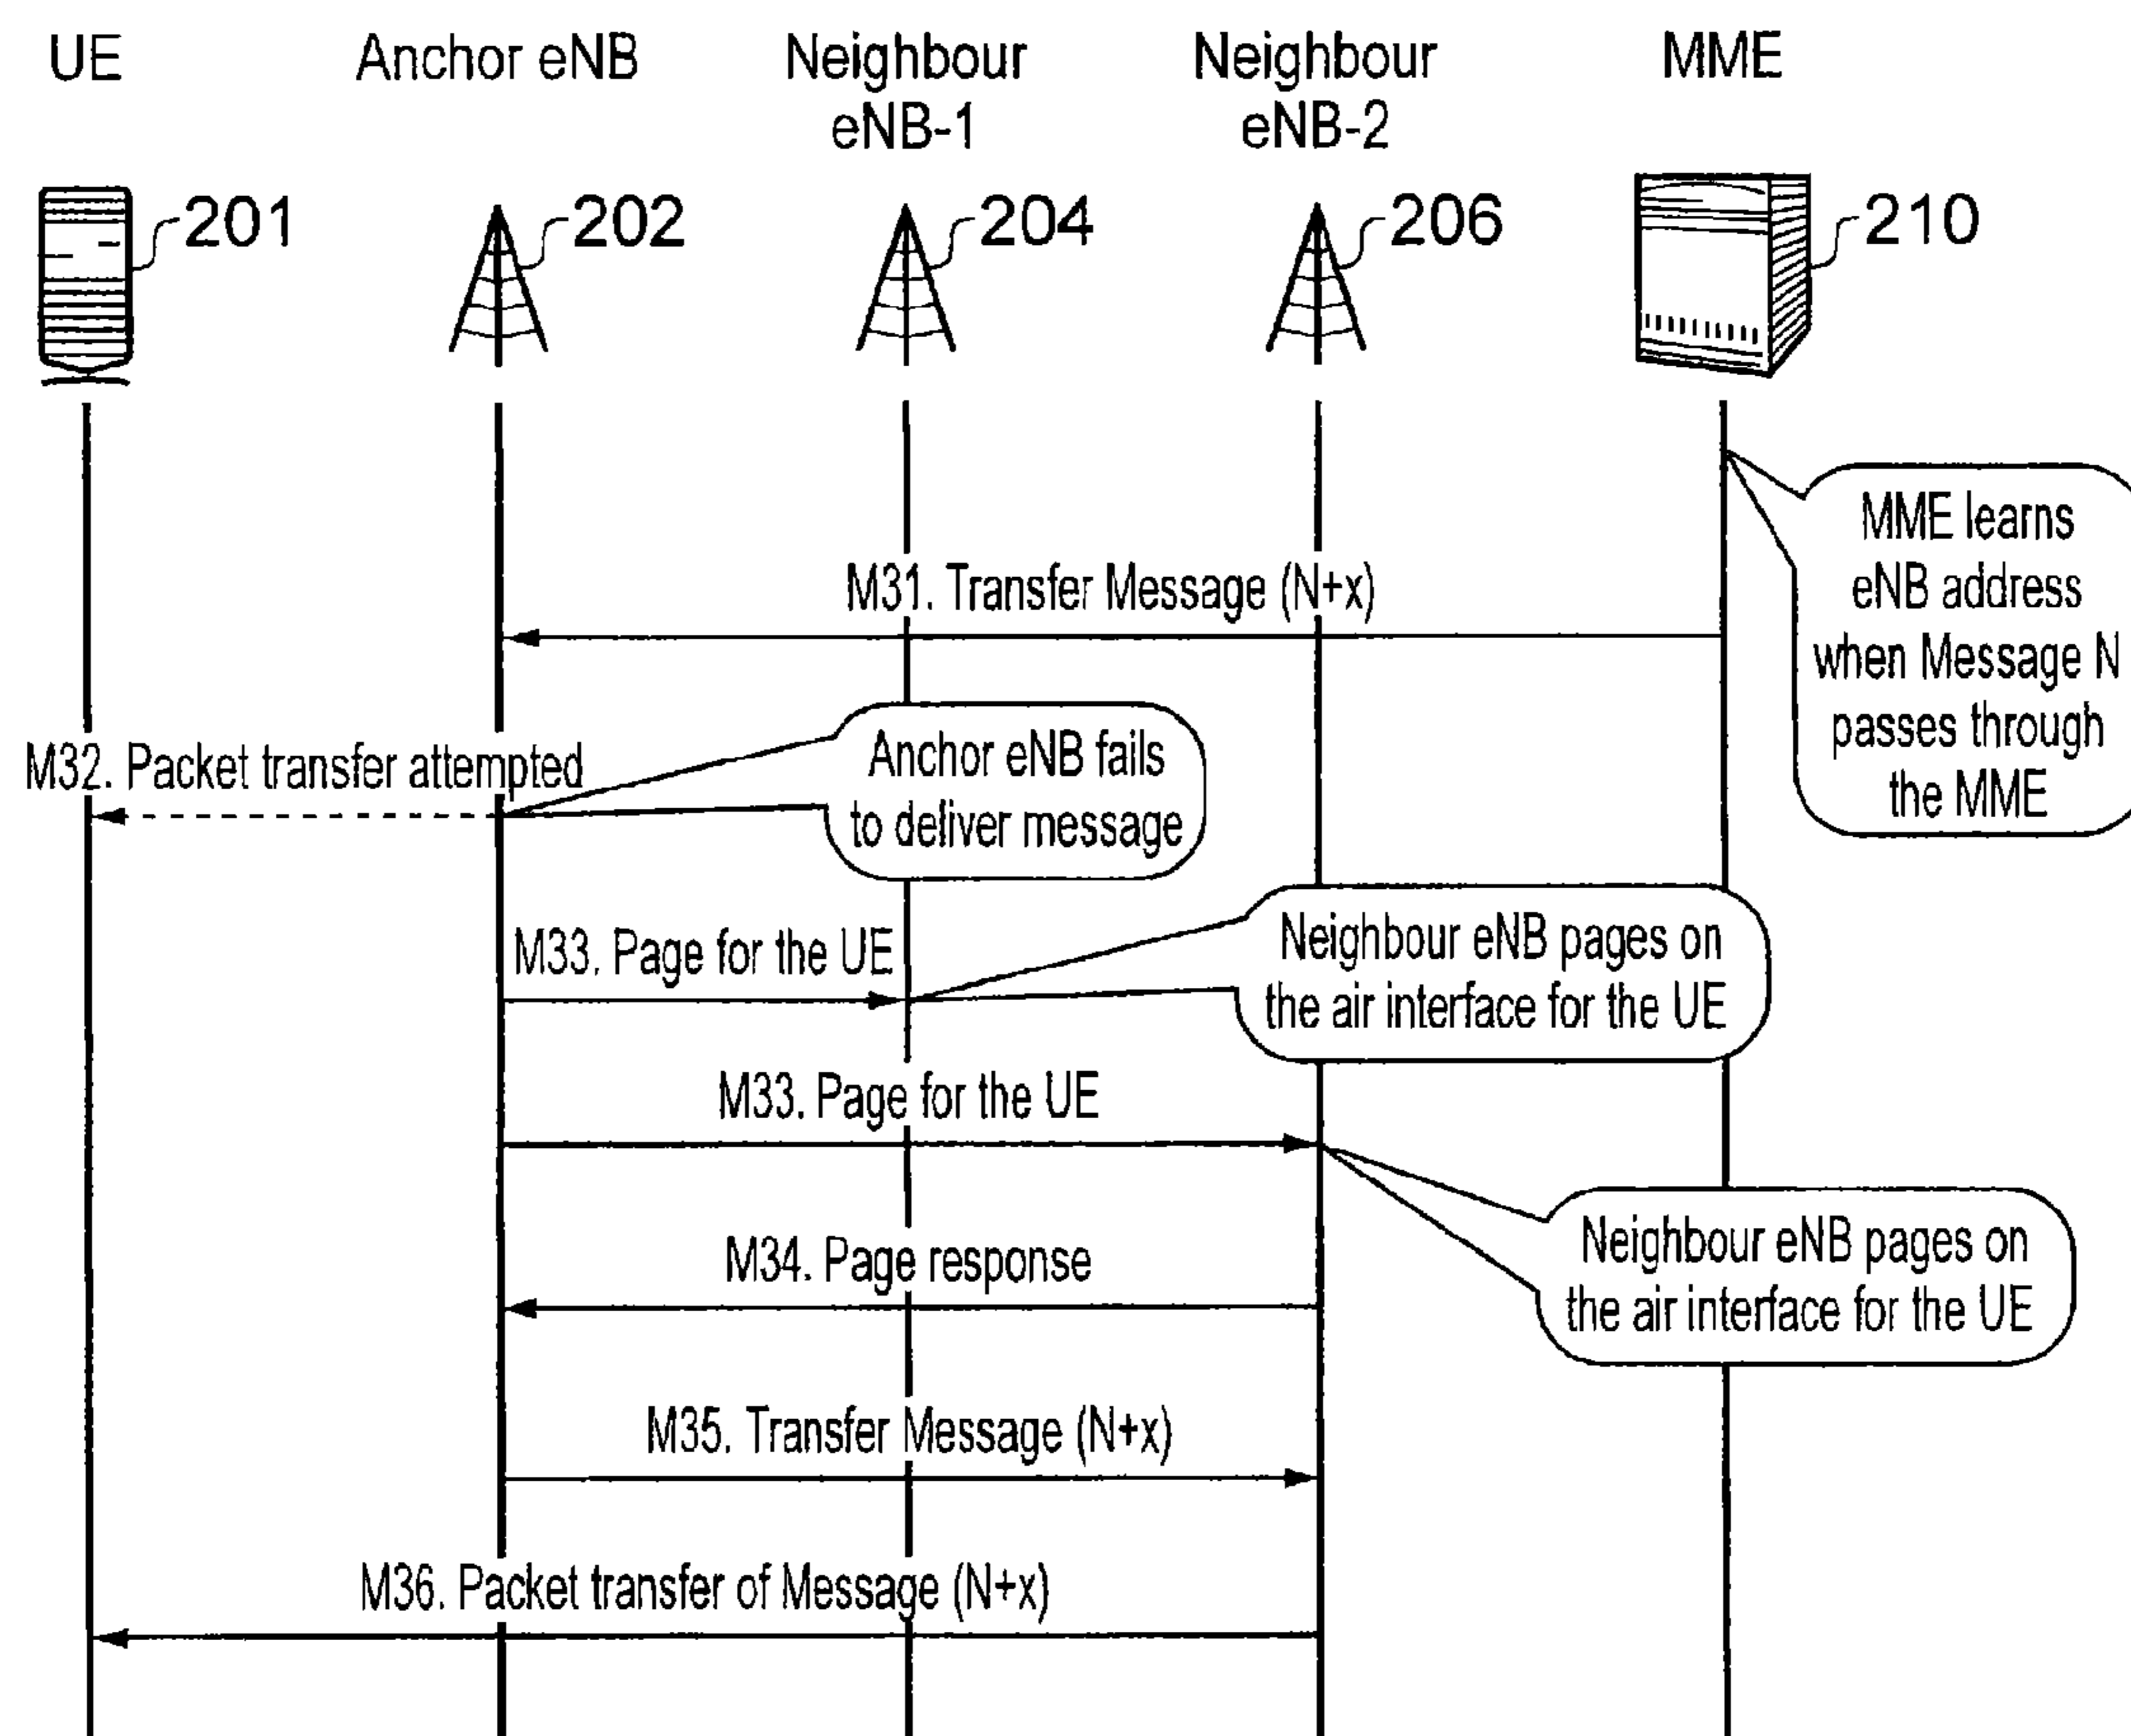 UE
Anchor eNB
Neighbour
eNB-1
Neighbour
eNB-2
MME
201
202
204
206
210
MME learns
eNB address
when Message N
passes through
the MME
M31. Transfer Message (N+x)
M32. Packet transfer attempted
Anchor eNB fails
to deliver message
M33. Page for the UE
Neighbour eNB pages on
the air interface for the UE
M33. Page for the UE
Neighbour eNB pages on
the air interface for the UE
M34. Page response
M35. Transfer Message (N+x)
M36. Packet transfer of Message (N+x)